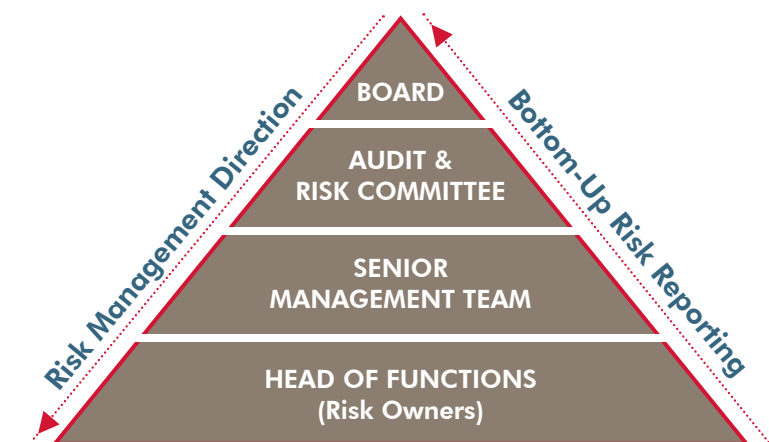 BOARD
AUDIT &
RISK COMMITTEE
SENIOR
MANAGEMENT TEAM
HEAD OF FUNCTIONS
(Risk Owners)
Risk Management Direction
Bottom-Up Risk Reporting